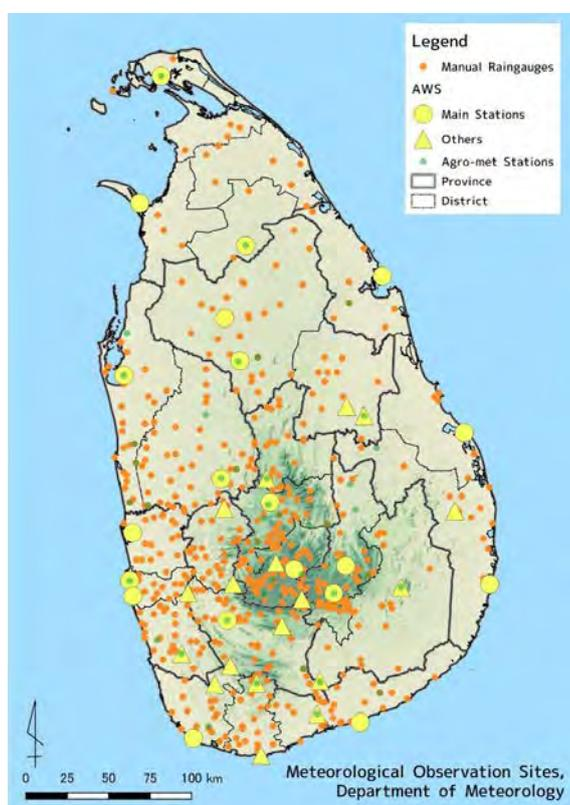 Legend
Manual Raingauges
AWS
Main Stations
Others
Agro-met Stations
Province
District
0 25 50 75 100 km
Meteorological Observation Sites,
Department of Meteorology